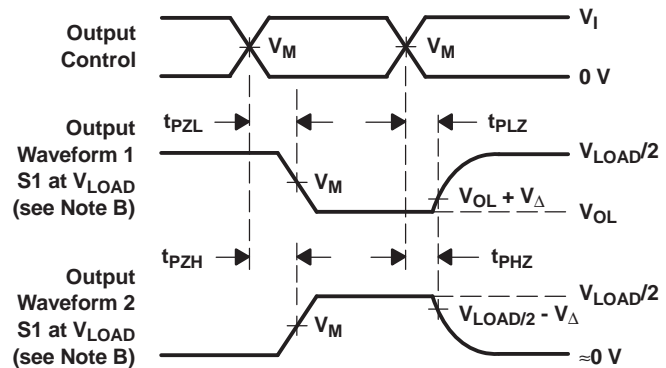 Output
Control
V_M
V_M
V_I
0 V
t_PZL
t_PLZ
Output
Waveform 1
S1 at V_LOAD
(see Note B)
V_M
V_LOAD/2
V_OL + V_Δ
V_OL
t_PZH
t_PHZ
Output
Waveform 2
S1 at V_LOAD
(see Note B)
V_M
V_LOAD/2
V_LOAD/2 - V_Δ
≈0 V